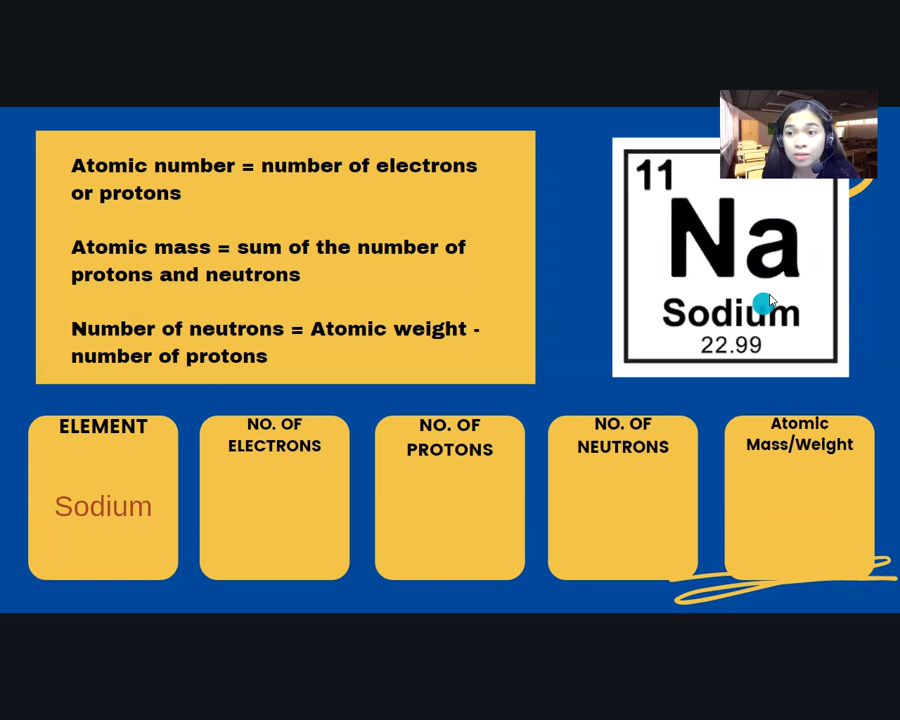 Atomic number = number of electrons
or protons
Atomic mass = sum of the number of
protons and neutrons
Number of neutrons = Atomic weight -
number of protons
11
Na
Sodium
22.99
ELEMENT
Sodium
NO. OF
ELECTRONS
NO. OF
PROTONS
NO. OF
NEUTRONS
Atomic
Mass/Weight